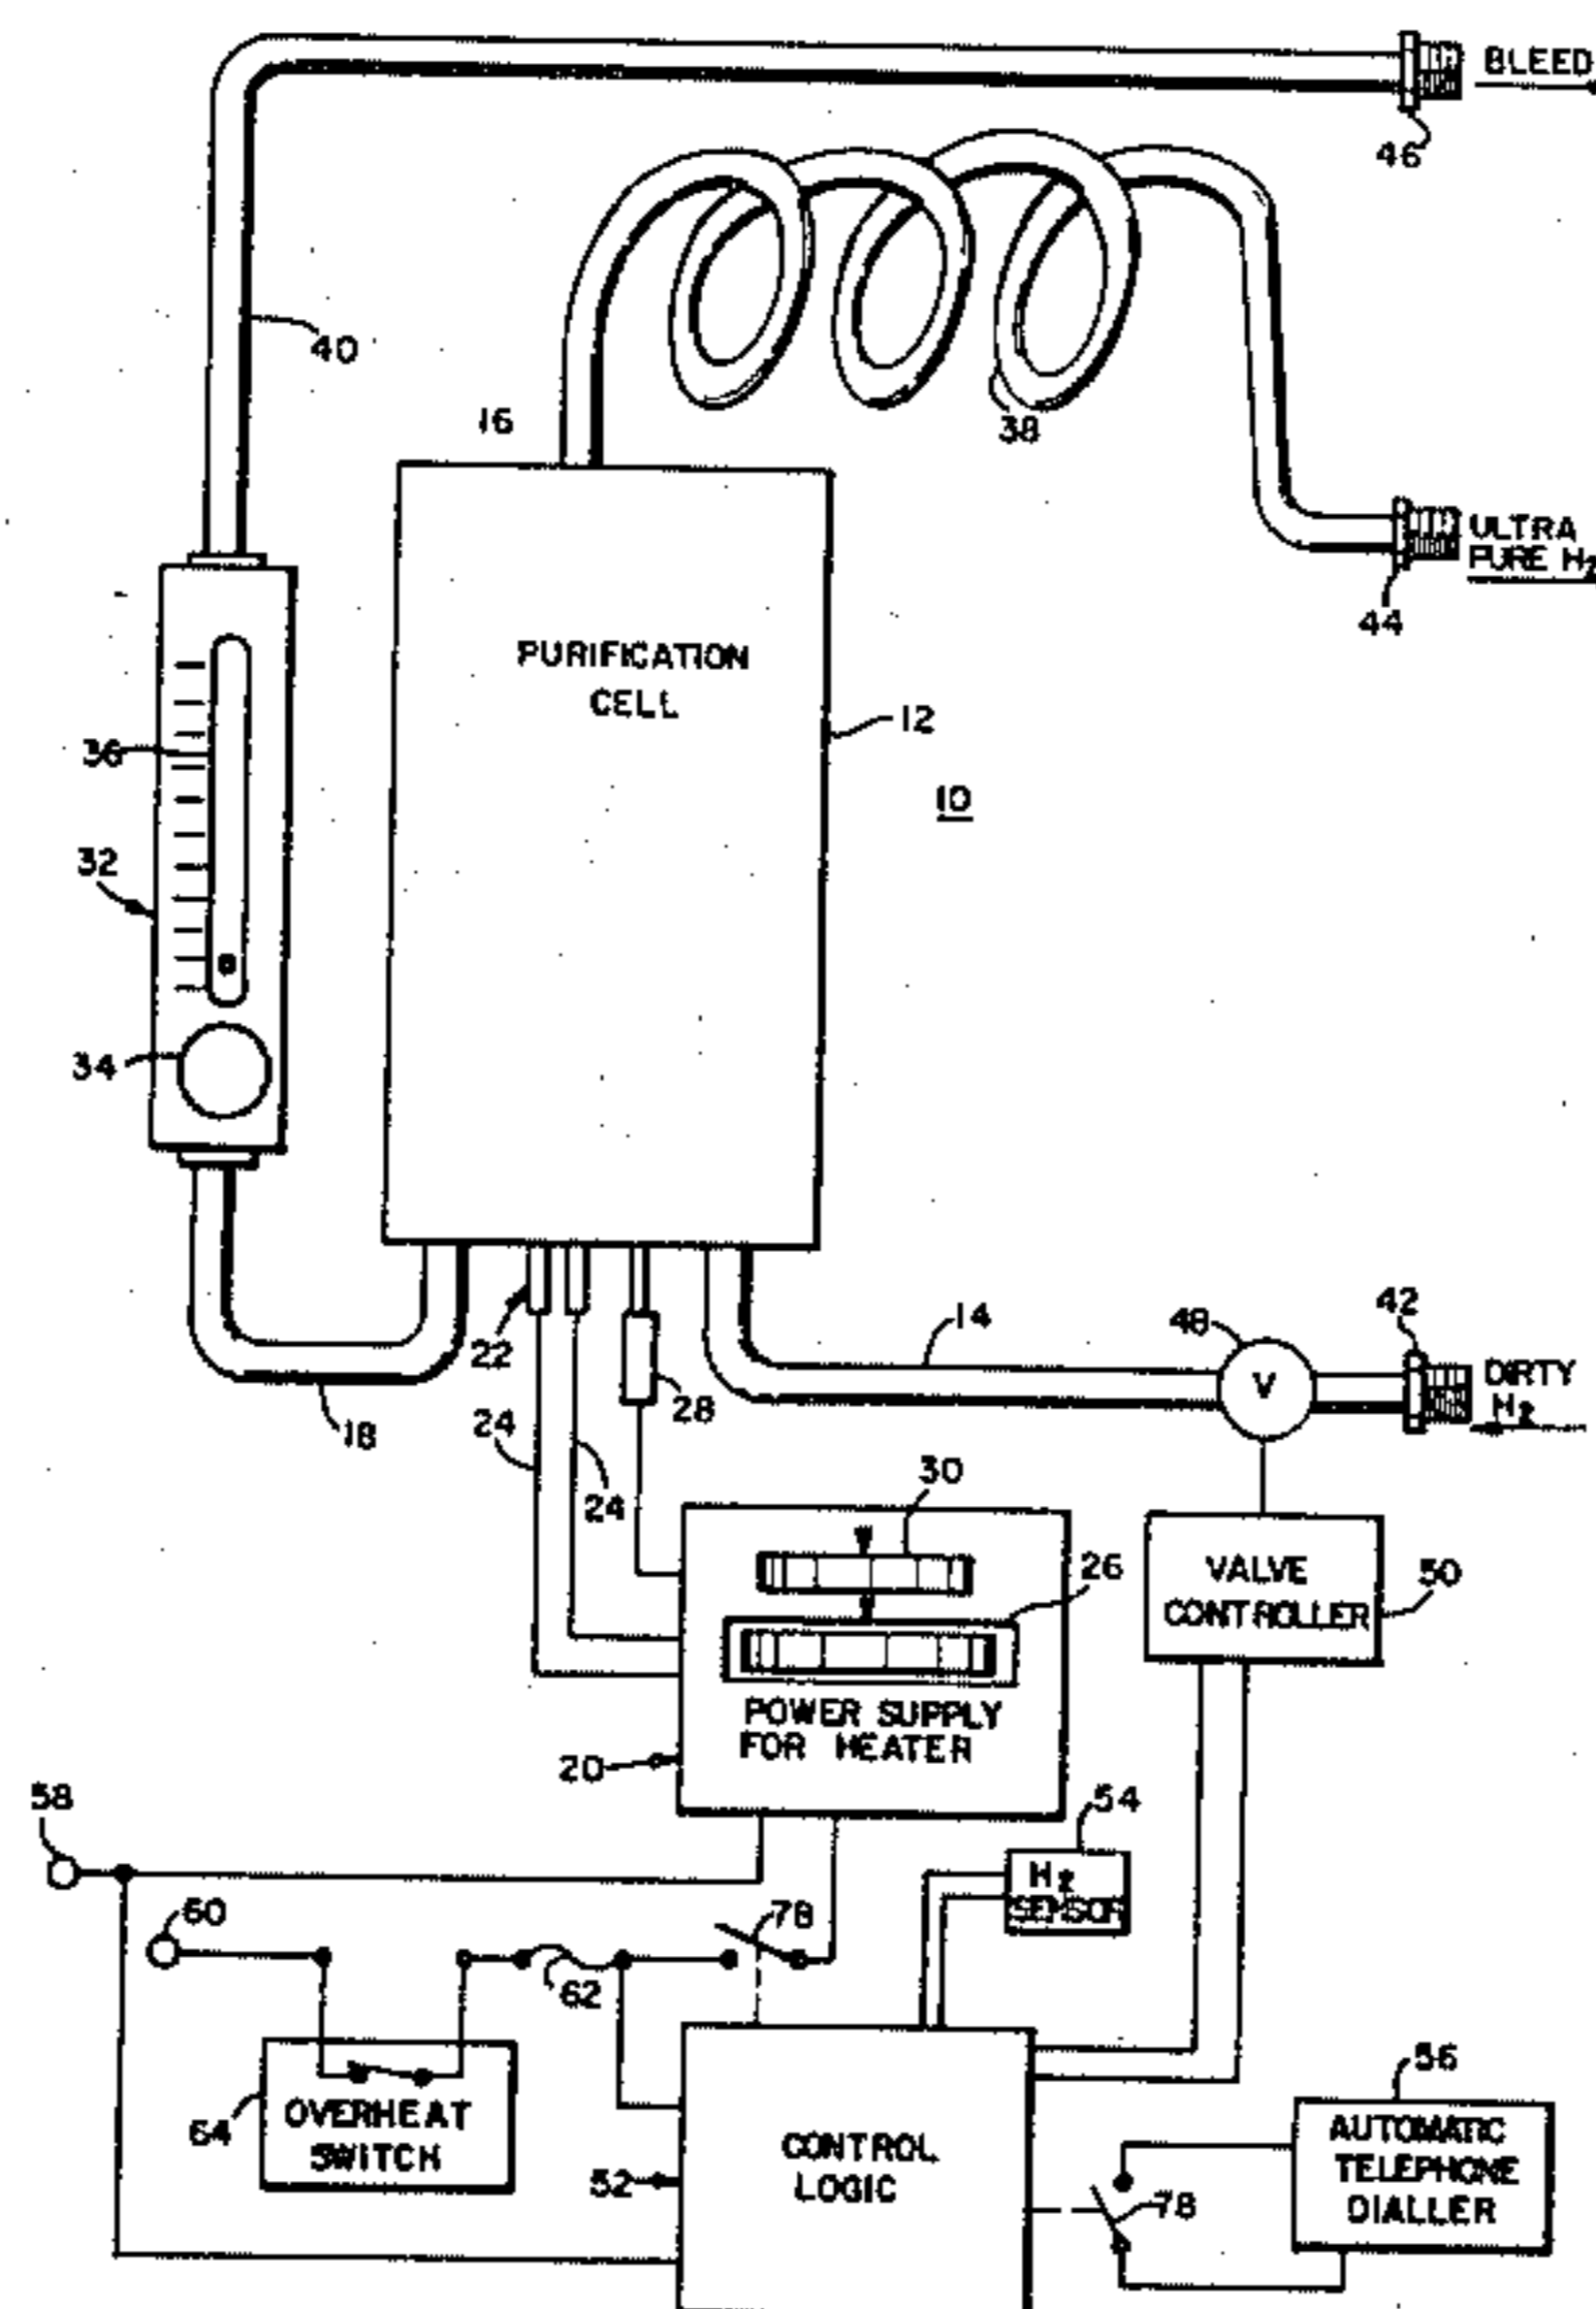 BLEED
46
40
16
38
ULTRA
PURE H2
44
PURIFICATION
CELL
12
36
10
32
34
14
48
42
22
V
DIRTY
H2
28
18
24
24
30
26
VALVE
CONTROLLER
50
POWER SUPPLY
FOR HEATER
20
58
54
H2
SENSOR
60
78
62
56
OVERHEAT
SWITCH
64
CONTROL
LOGIC
52
AUTOMATIC
TELEPHONE
DIALLER
78